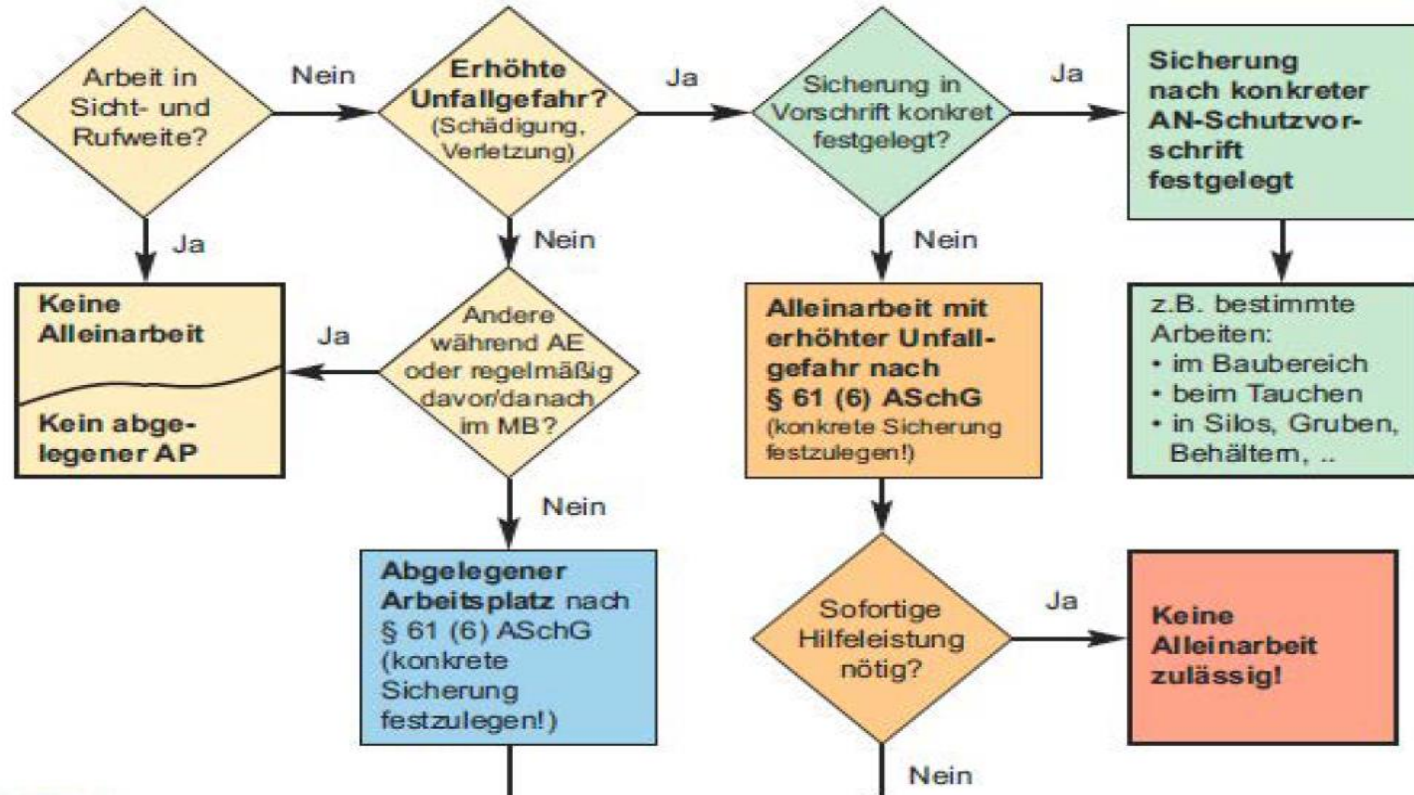 Arbeit in
Sicht- und
Rufweite?
Nein
Erhöhte
Unfallgefahr?
(Schädigung,
Verletzung)
Ja
Sicherung in
Vorschrift konkret
festgelegt?
Ja
Sicherung
nach konkreter
AN-Schutzvor-
schrift
festgelegt
Ja
Nein
Nein
Keine
Alleinarbeit
Kein abge-
legener AP
Ja
Andere
während AE
oder regelmäßig
davor/danach
im MB?
Alleinarbeit mit
erhöhter Unfall-
gefahr nach
§ 61 (6) ASchG
(konkrete Sicherung
festzulegen!)
z.B. bestimmte
Arbeiten:
• im Baubereich
• beim Tauchen
• in Silos, Gruben,
Behältern, ..
Nein
Abgelegener
Arbeitsplatz nach
§ 61 (6) ASchG
(konkrete
Sicherung
festzulegen!)
Sofortige
Hilfeleistung
nötig?
Ja
Keine
Alleinarbeit
zulässig!
Nein